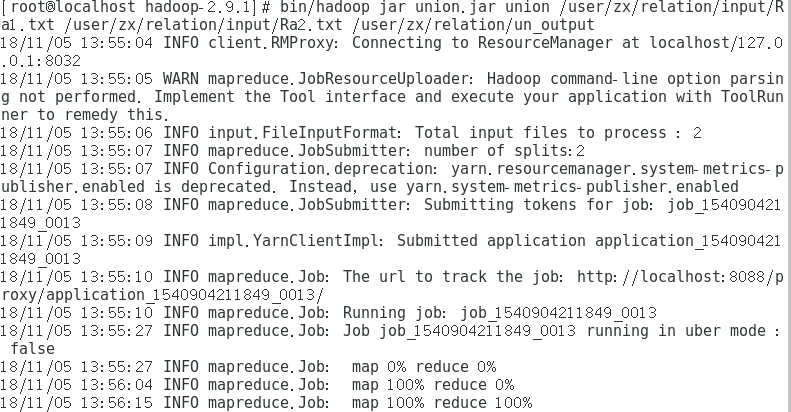 [root@localhost hadoop-2.9.1]# bin/hadoop jar union.jar union /user/zx/relation/input/R
a1.txt /user/zx/relation/input/Ra2.txt /user/zx/relation/un_output
18/11/05 13:55:04 INFO client.RMProxy: Connecting to ResourceManager at localhost/127.0
.0.1:8032
18/11/05 13:55:05 WARN mapreduce.JobResourceUploader: Hadoop command-line option parsin
g not performed. Implement the Tool interface and execute your application with ToolRun
ner to remedy this.
18/11/05 13:55:06 INFO input.FileInputFormat: Total input files to process : 2
18/11/05 13:55:07 INFO mapreduce.JobSubmitter: number of splits:2
18/11/05 13:55:07 INFO Configuration.deprecation: yarn.resourcemanager.system-metrics-p
ublisher.enabled is deprecated. Instead, use yarn.system-metrics-publisher.enabled
18/11/05 13:55:08 INFO mapreduce.JobSubmitter: Submitting tokens for job: job_154090421
1849_0013
18/11/05 13:55:09 INFO impl.YarnClientImpl: Submitted application application_154090421
1849_0013
18/11/05 13:55:10 INFO mapreduce.Job: The url to track the job: http://localhost:8088/p
roxy/application_1540904211849_0013/
18/11/05 13:55:10 INFO mapreduce.Job: Running job: job_1540904211849_0013
18/11/05 13:55:27 INFO mapreduce.Job: Job job_1540904211849_0013 running in uber mode :
false
18/11/05 13:55:27 INFO mapreduce.Job:  map 0% reduce 0%
18/11/05 13:56:04 INFO mapreduce.Job:  map 100% reduce 0%
18/11/05 13:56:15 INFO mapreduce.Job:  map 100% reduce 100%